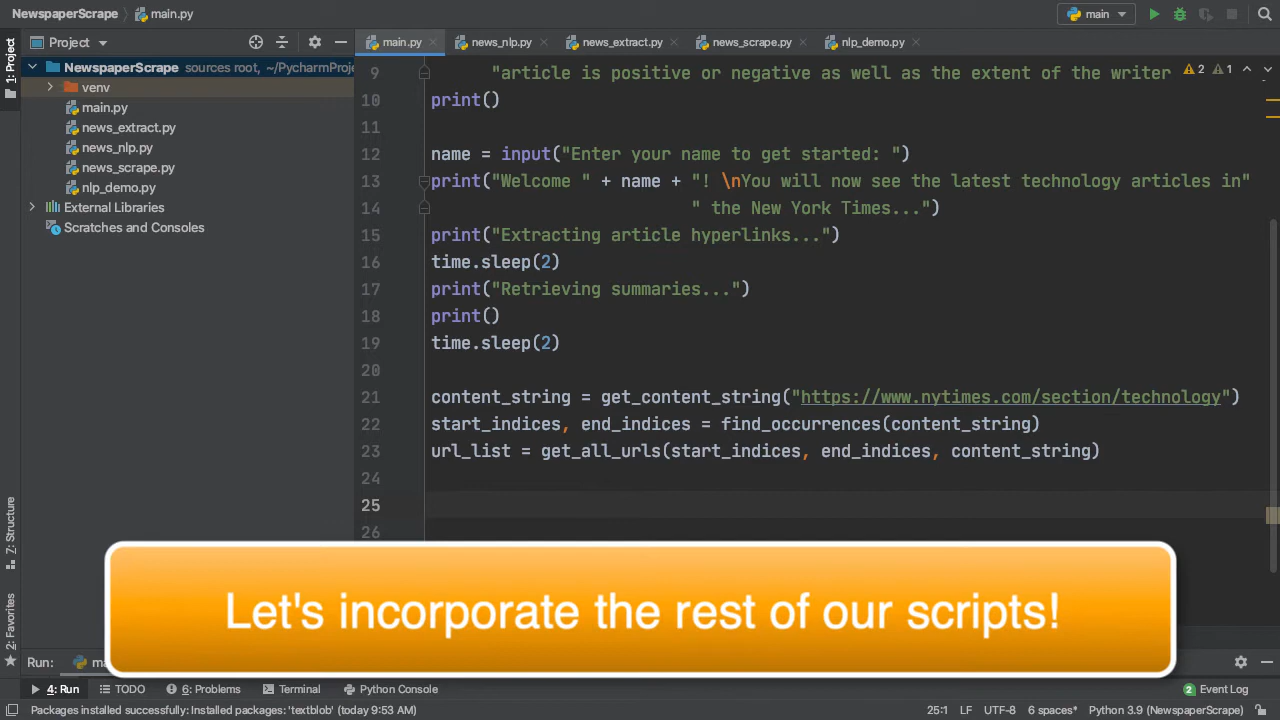 NewspaperScrape
main.py
main
Project
main.py
news_nlp.py
news_extract.py
news_scrape.py
nlp_demo.py
1: Project
NewspaperScrape sources root, ~/PycharmProje
venv
main.py
news_extract.py
news_nlp.py
news_scrape.py
nlp_demo.py
External Libraries
Scratches and Consoles
2 1
9 "article is positive or negative as well as the extent of the writer
10 print()
11
12 name = input("Enter your name to get started: ")
13 print("Welcome " + name + "! \nYou will now see the latest technology articles in"
14 " the New York Times...")
15 print("Extracting article hyperlinks...")
16 time.sleep(2)
17 print("Retrieving summaries...")
18 print()
19 time.sleep(2)
20
21 content_string = get_content_string("https://www.nytimes.com/section/technology")
22 start_indices, end_indices = find_occurrences(content_string)
23 url_list = get_all_urls(start_indices, end_indices, content_string)
24
25
26
Let's incorporate the rest of our scripts!
Z: Structure
2: Favorites
Run: ma
4: Run
TODO
6: Problems
Terminal
Python Console
2 Event Log
Packages installed successfully: Installed packages: 'textblob' (today 9:53 AM)
25:1 LF UTF-8 6 spaces* Python 3.9 (NewspaperScrape)